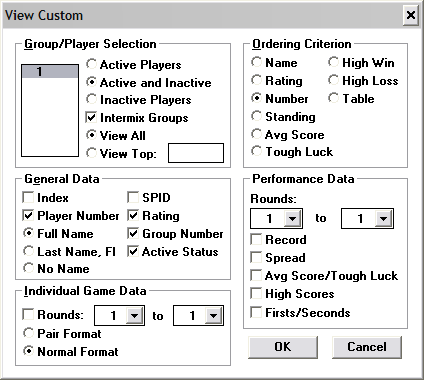 View Custom
Group/Player Selection
1
Active Players
Active and Inactive
Inactive Players
Intermix Groups
View All
View Top:
Ordering Criterion
Name
High Win
Rating
High Loss
Number
Table
Standing
Avg Score
Tough Luck
General Data
Index
SPID
Player Number
Rating
Full Name
Group Number
Last Name, FI
Active Status
No Name
Performance Data
Rounds:
1 to 1
Record
Spread
Avg Score/Tough Luck
High Scores
Firsts/Seconds
Individual Game Data
Rounds: 1 to 1
Pair Format
Normal Format
OK
Cancel